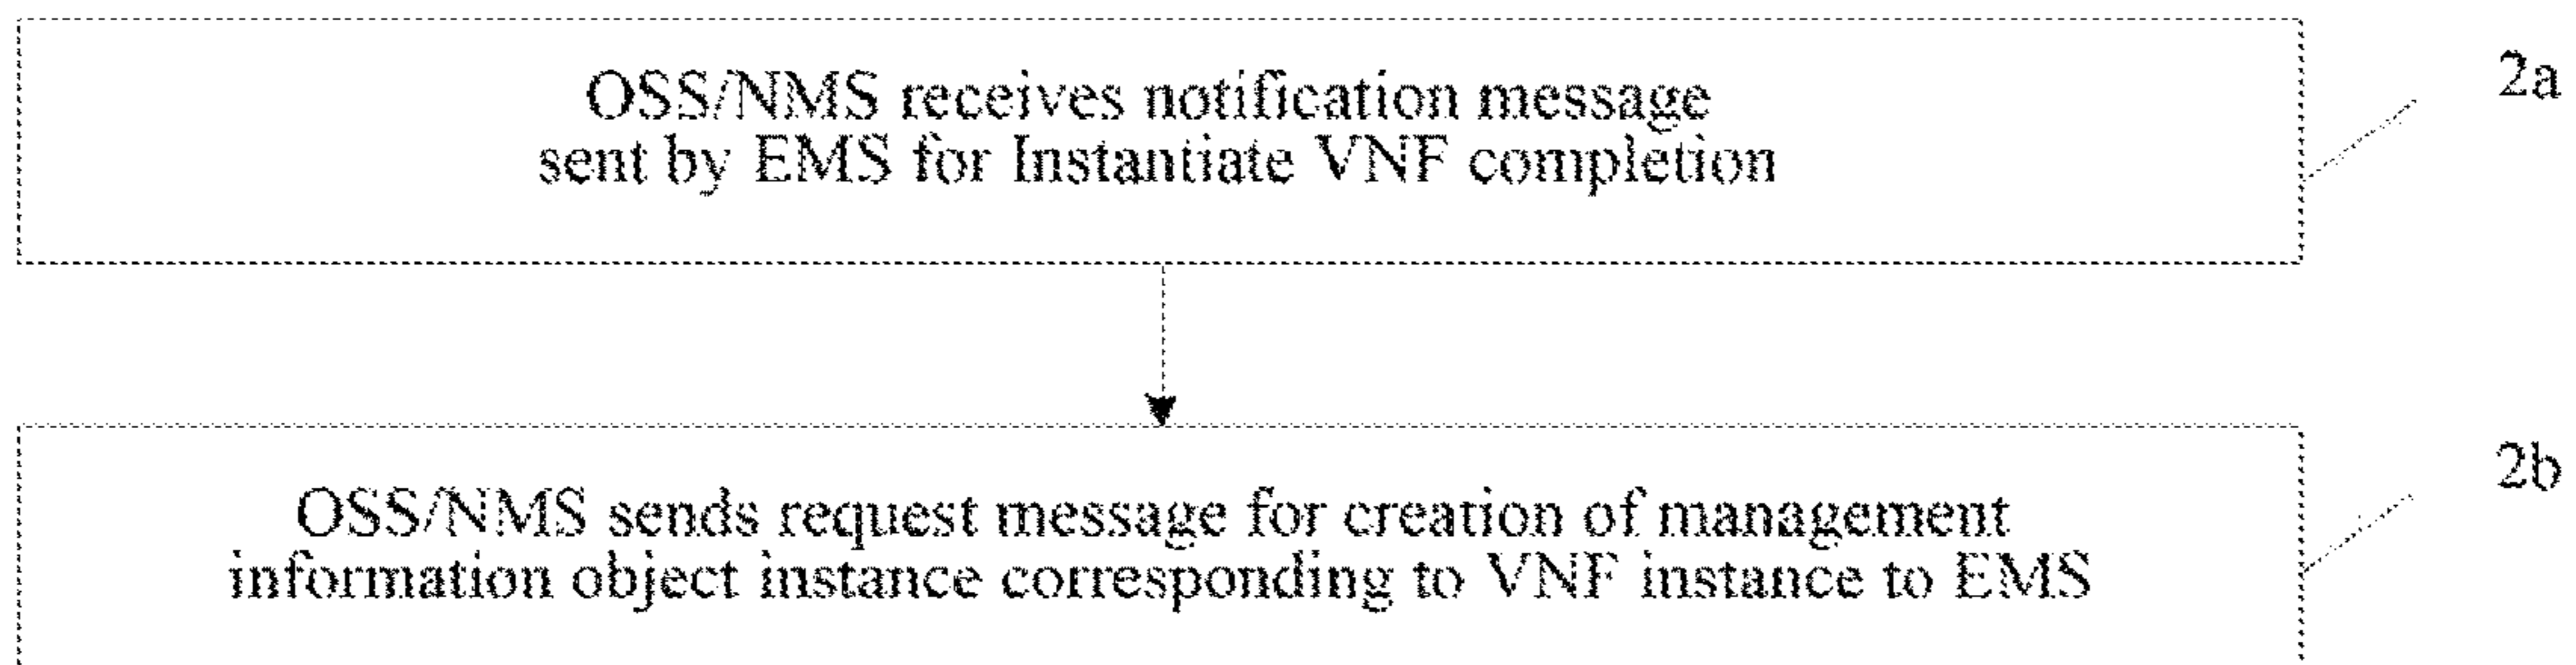 OSS/NMS receives notification message
sent by EMS for Instantiate VNF completion
2a
OSS/NMS sends request message for creation of management
information object instance corresponding to VNF instance to EMS
2b